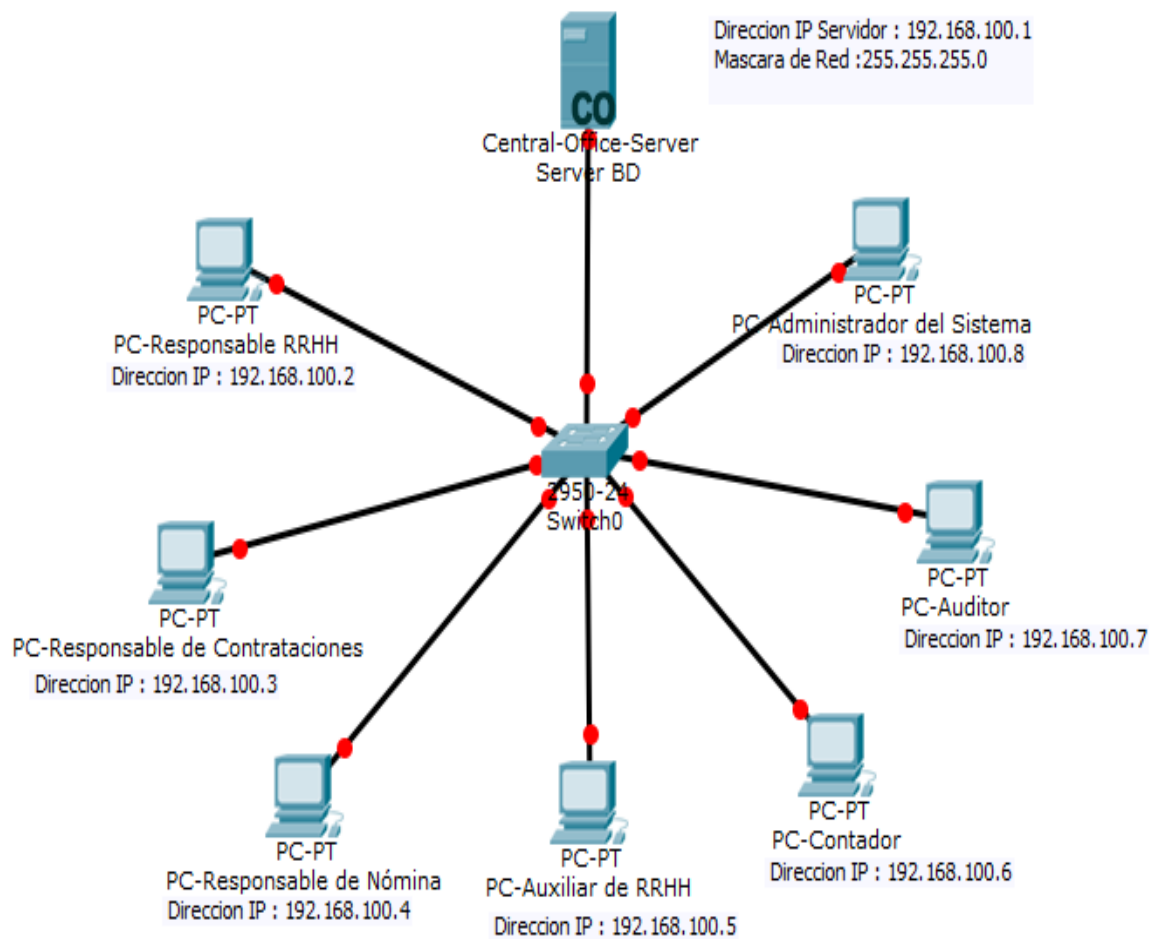 Direccion IP Servidor : 192.168.100.1
Mascara de Red :255.255.255.0
CO
Central-Office-Server
Server BD
PC-PT
PC-Responsable RRHH
Direccion IP : 192.168.100.2
PC-PT
PC-Administrador del Sistema
Direccion IP : 192.168.100.8
2950-24
Switch0
PC-PT
PC-Responsable de Contrataciones
Direccion IP : 192.168.100.3
PC-PT
PC-Auditor
Direccion IP : 192.168.100.7
PC-PT
PC-Responsable de Nómina
Direccion IP : 192.168.100.4
PC-PT
PC-Auxiliar de RRHH
Direccion IP : 192.168.100.5
PC-PT
PC-Contador
Direccion IP : 192.168.100.6